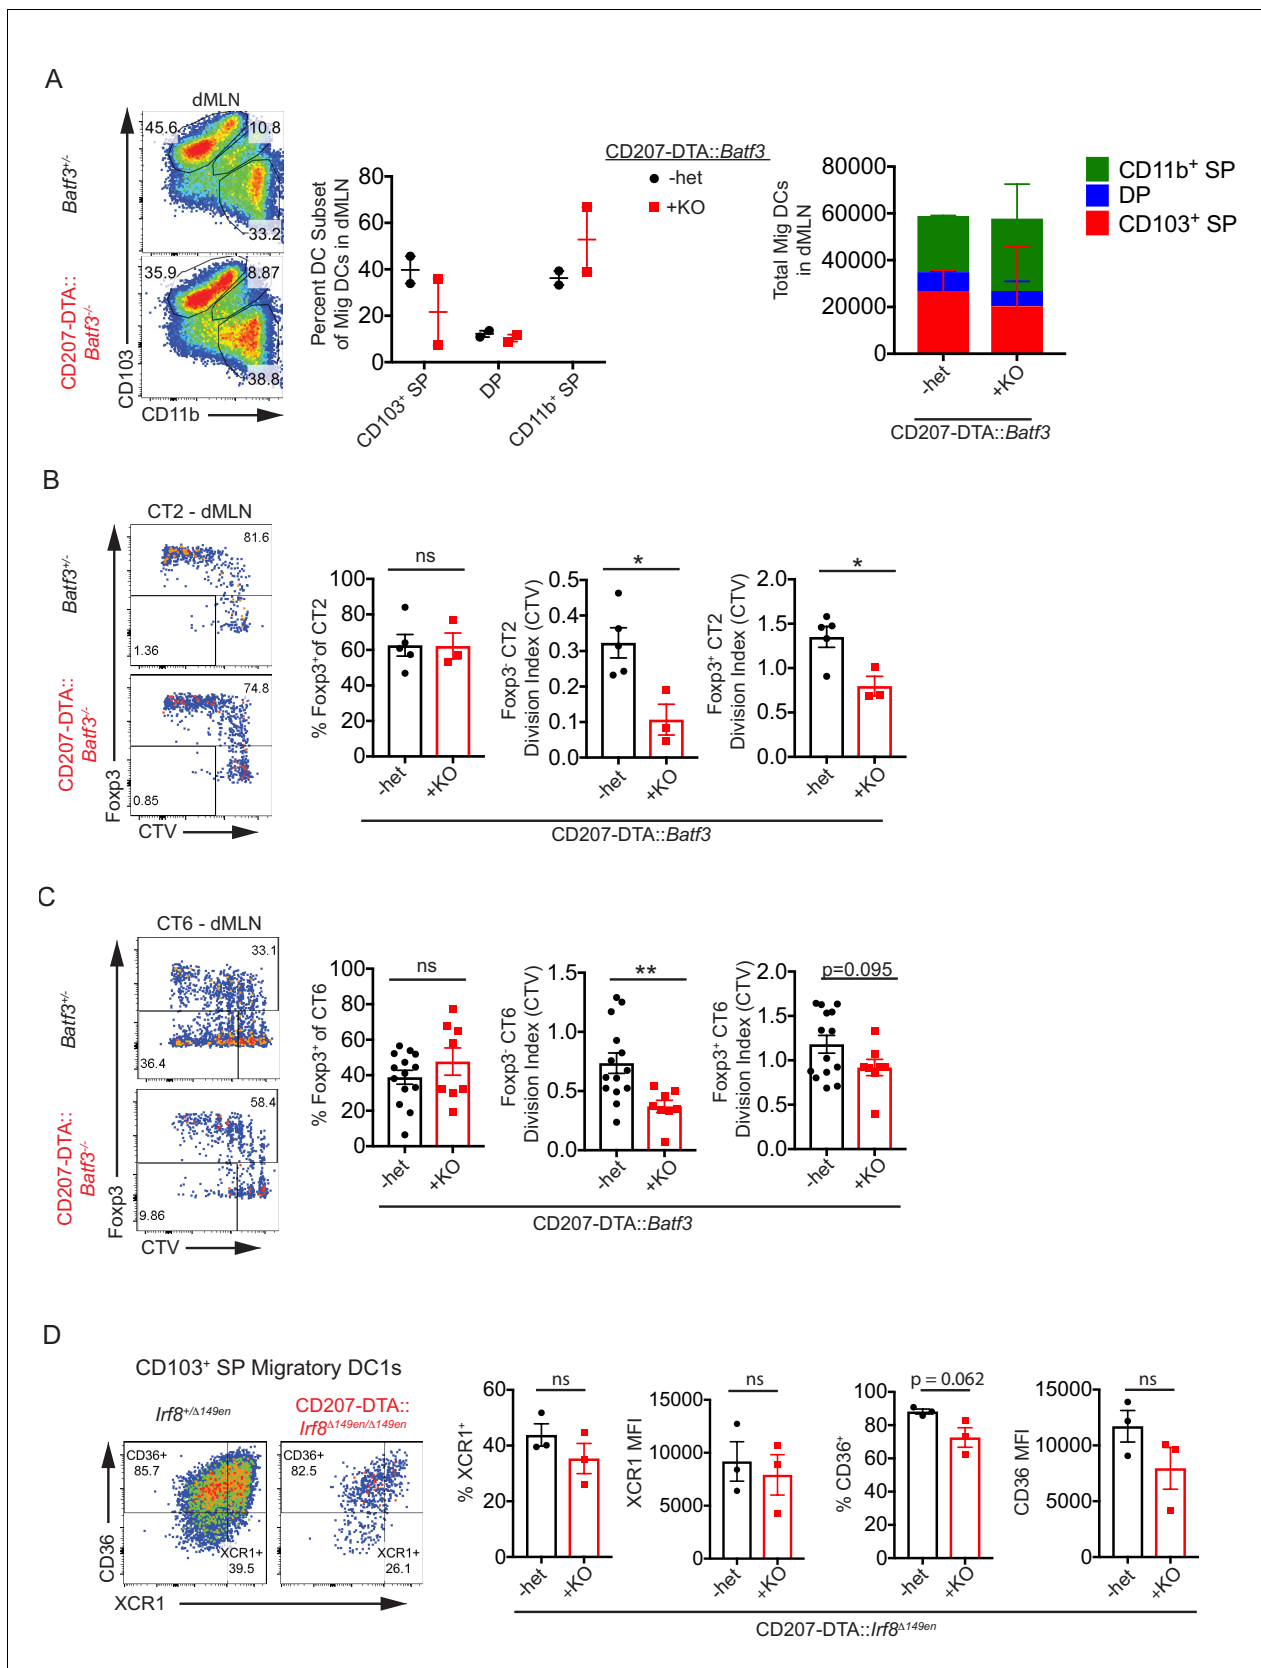 A
dMLN
Batf3+/-
CD207-DTA::
Batf3-/-
45.6
10.8
33.2
35.9
8.87
38.8
CD103
CD11b
Percent DC Subset
of Mig DCs in dMLN
80
60
40
20
0
CD103+ SP
DP
CD11b+ SP
CD207-DTA::Batf3
-het
+KO
Total Mig DCs
in dMLN
80000
60000
40000
20000
0
-het
+KO
CD207-DTA::Batf3
CD11b+ SP
DP
CD103+ SP
B
CT2 - dMLN
Batf3+/-
CD207-DTA::
Batf3-/-
81.6
1.36
74.8
0.85
Foxp3
CTV
% Foxp3+of CT2
100
80
60
40
20
0
ns
-het
+KO
Foxp3- CT2
Division Index (CTV)
0.5
0.4
0.3
0.2
0.1
0.0
*
-het
+KO
Foxp3+ CT2
Division Index (CTV)
2.0
1.5
1.0
0.5
0.0
*
-het
+KO
CD207-DTA::Batf3
C
CT6 - dMLN
Batf3+/-
CD207-DTA::
Batf3-/-
33.1
36.4
58.4
9.86
Foxp3
CTV
% Foxp3+ of CT6
100
80
60
40
20
0
ns
-het
+KO
Foxp3- CT6
Division Index (CTV)
1.5
1.0
0.5
0.0
**
-het
+KO
Foxp3+ CT6
Division Index (CTV)
2.0
1.5
1.0
0.5
0.0
p=0.095
-het
+KO
CD207-DTA::Batf3
D
CD103+ SP Migratory DC1s
Irf8+/Δ149en
CD207-DTA::
Irf8Δ149en/Δ149en
CD36+
85.7
XCR1+
39.5
CD36+
82.5
XCR1+
26.1
CD36
XCR1
% XCR1+
60
40
20
0
ns
-het
+KO
XCR1 MFI
15000
10000
5000
0
ns
-het
+KO
% CD36+
100
80
60
40
20
0
p = 0.062
-het
+KO
CD36 MFI
15000
10000
5000
0
ns
-het
+KO
CD207-DTA::Irf8Δ149en